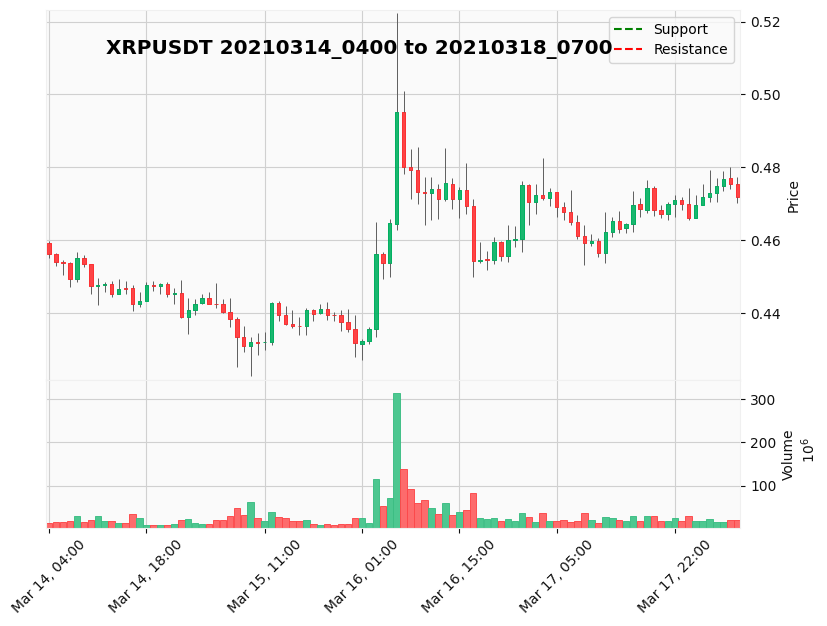 XRPUSDT 20210314_0400 to 20210318_0700
Support
Resistance
0.52
0.50
0.48
0.46
0.44
Price
300
200
100
Volume
10^6
Mar 14, 04:00
Mar 14, 18:00
Mar 15, 11:00
Mar 16, 01:00
Mar 16, 15:00
Mar 17, 05:00
Mar 17, 22:00